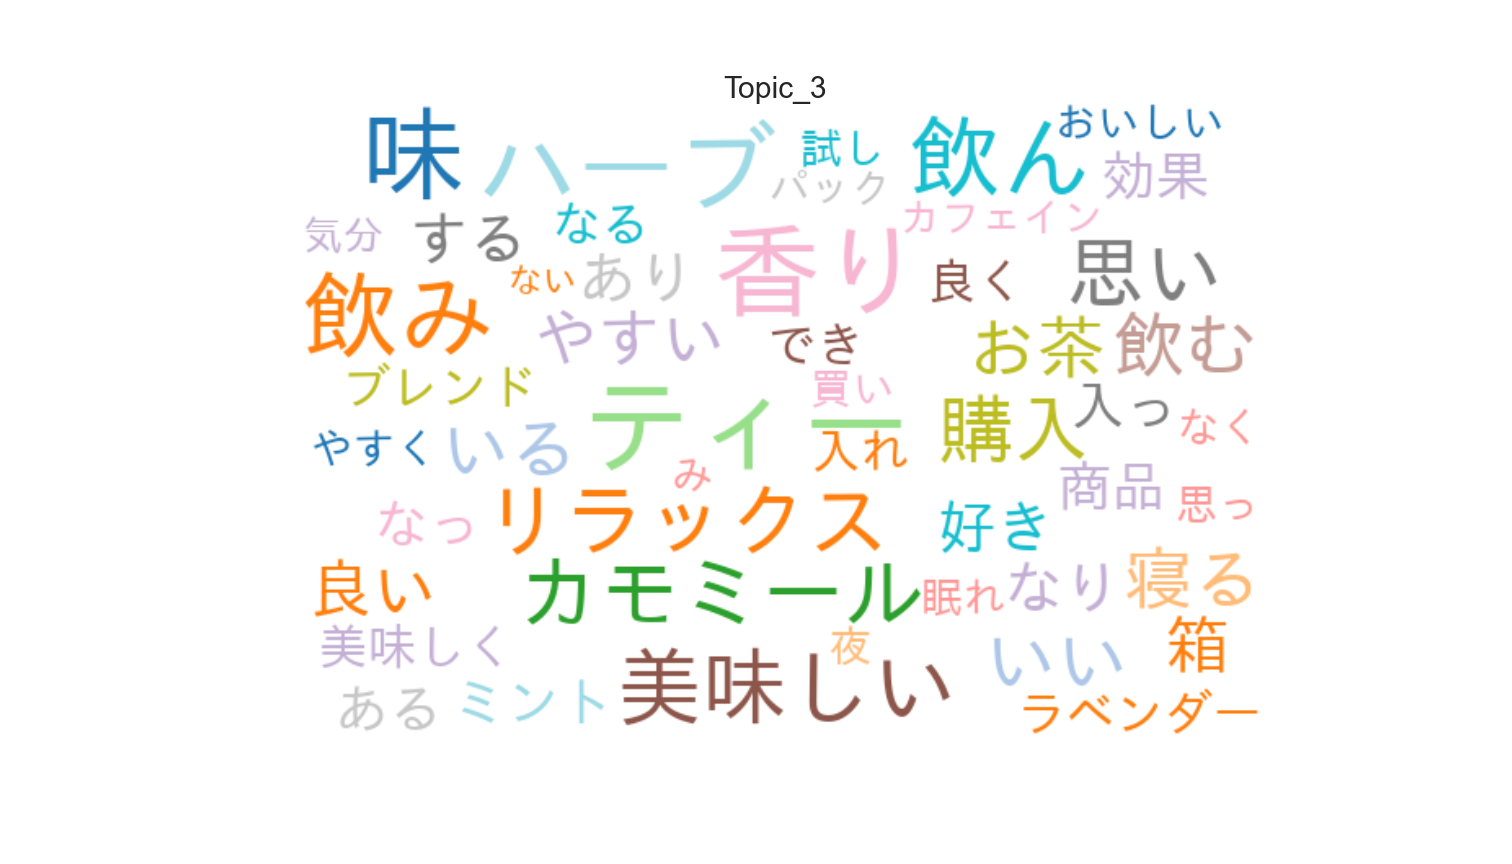 Topic_3
味 ハーブ 試し 飲ん おいしい
パック 効果
気分 する なる 香り カフェイン
飲み ない あり 良く 思い
やすい でき お茶 飲む
ブレンド ティー 買い 購入 入っ
やすく いる み 入れ なく
なっ リラックス 好き 商品 思っ
良い カモミール 眠れ なり 寝る
美味しく 美味しい 夜 いい 箱
ある ミント ラベンダー